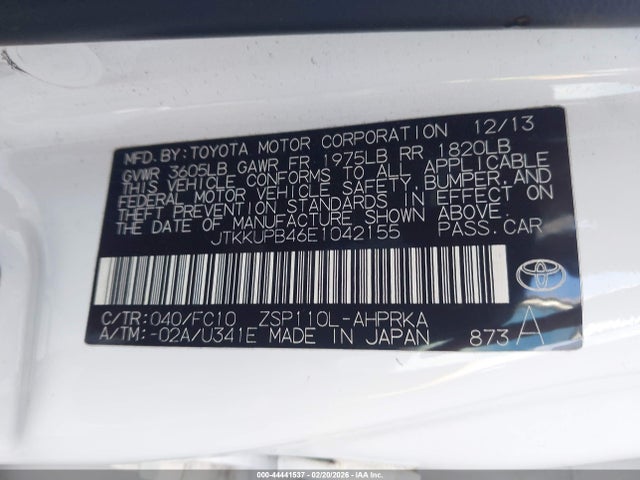 MFD. BY: TOYOTA MOTOR CORPORATION 12/13
GVWR 3605LB GAWR FR 1975LB RR 1820LB
THIS VEHICLE CONFORMS TO ALL APPLICABLE
FEDERAL MOTOR VEHICLE SAFETY, BUMPER, AND
THEFT PREVENTION STANDARDS IN EFFECT ON
THE DATE OF MANUFACTURE SHOWN ABOVE.
JTKKUPB46E1042155 PASS.CAR
C/TR: 040/FC10 ZSP110L-AHPRKA
A/TM: -02A/U341E MADE IN JAPAN 873 A
000-44441537 - 02/20/2026 - IAA Inc.